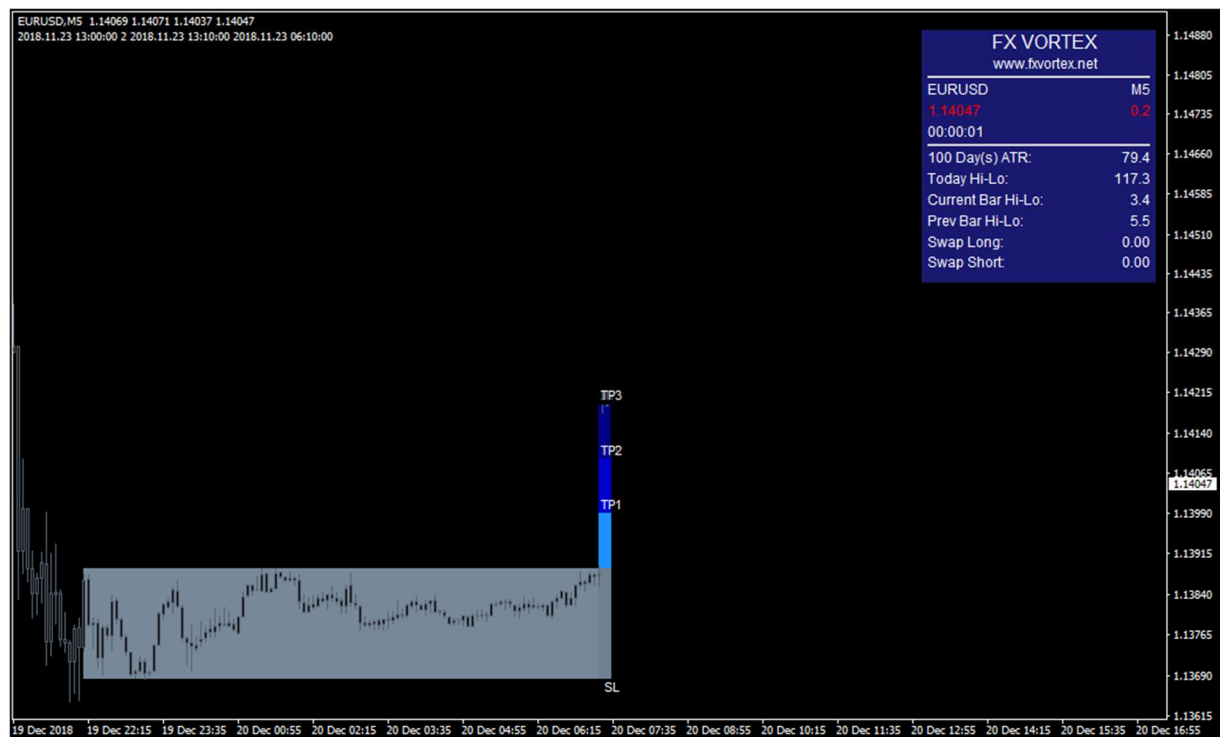 EURUSD,M5 1.14069 1.14071 1.14037 1.14047
2018.11.23 13:00:00 2 2018.11.23 13:10:00 2018.11.23 06:10:00
FX VORTEX
www.fxvortex.net
EURUSD M5
1.14047 0.2
00:00:01
100 Day(s) ATR: 79.4
Today Hi-Lo: 117.3
Current Bar Hi-Lo: 3.4
Prev Bar Hi-Lo: 5.5
Swap Long: 0.00
Swap Short: 0.00
1.14880
1.14805
1.14735
1.14660
1.14585
1.14510
1.14435
1.14365
1.14290
1.14215
1.14140
1.14065
1.14047
1.13990
1.13915
1.13840
1.13765
1.13690
1.13615
TP3
TP2
TP1
SL
19 Dec 2018 19 Dec 22:15 19 Dec 23:35 20 Dec 00:55 20 Dec 02:15 20 Dec 03:35 20 Dec 04:55 20 Dec 06:15 20 Dec 07:35 20 Dec 08:55 20 Dec 10:15 20 Dec 11:35 20 Dec 12:55 20 Dec 14:15 20 Dec 15:35 20 Dec 16:55